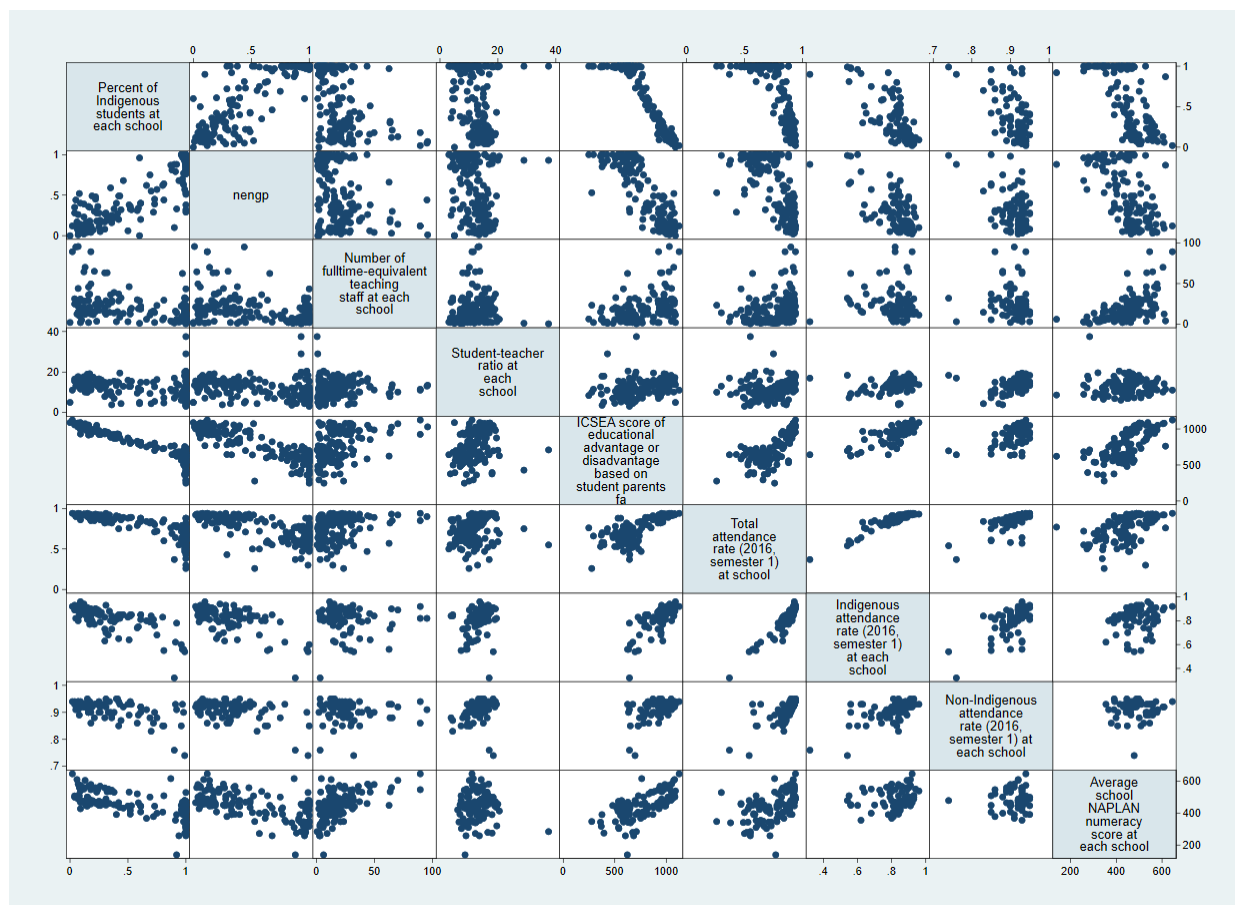 0 .5 1 0 20 40 0 .5 1 .7 .8 .9 1
Percent of
Indigenous
students at
each school
1
.5
0
nengp
1
.5
0
Number of
fulltime-equivalent
teaching
staff at each
school
100
50
0
40
20
0
Student-teacher
ratio at
each
school
ICSEA score of
educational
advantage or
disadvantage
based on
student parents
fa
1000
500
0
1
.5
0
Total
attendance
rate (2016,
semester 1)
at school
Indigenous
attendance
rate (2016,
semester 1)
at each
school
1
.8
.6
.4
1
.9
.8
.7
Non-Indigenous
attendance
rate (2016,
semester 1) at
each school
Average
school
NAPLAN
numeracy
score at
each school
600
400
200
0 .5 1 0 50 100 0 500 1000 .4 .6 .8 1 200 400 600